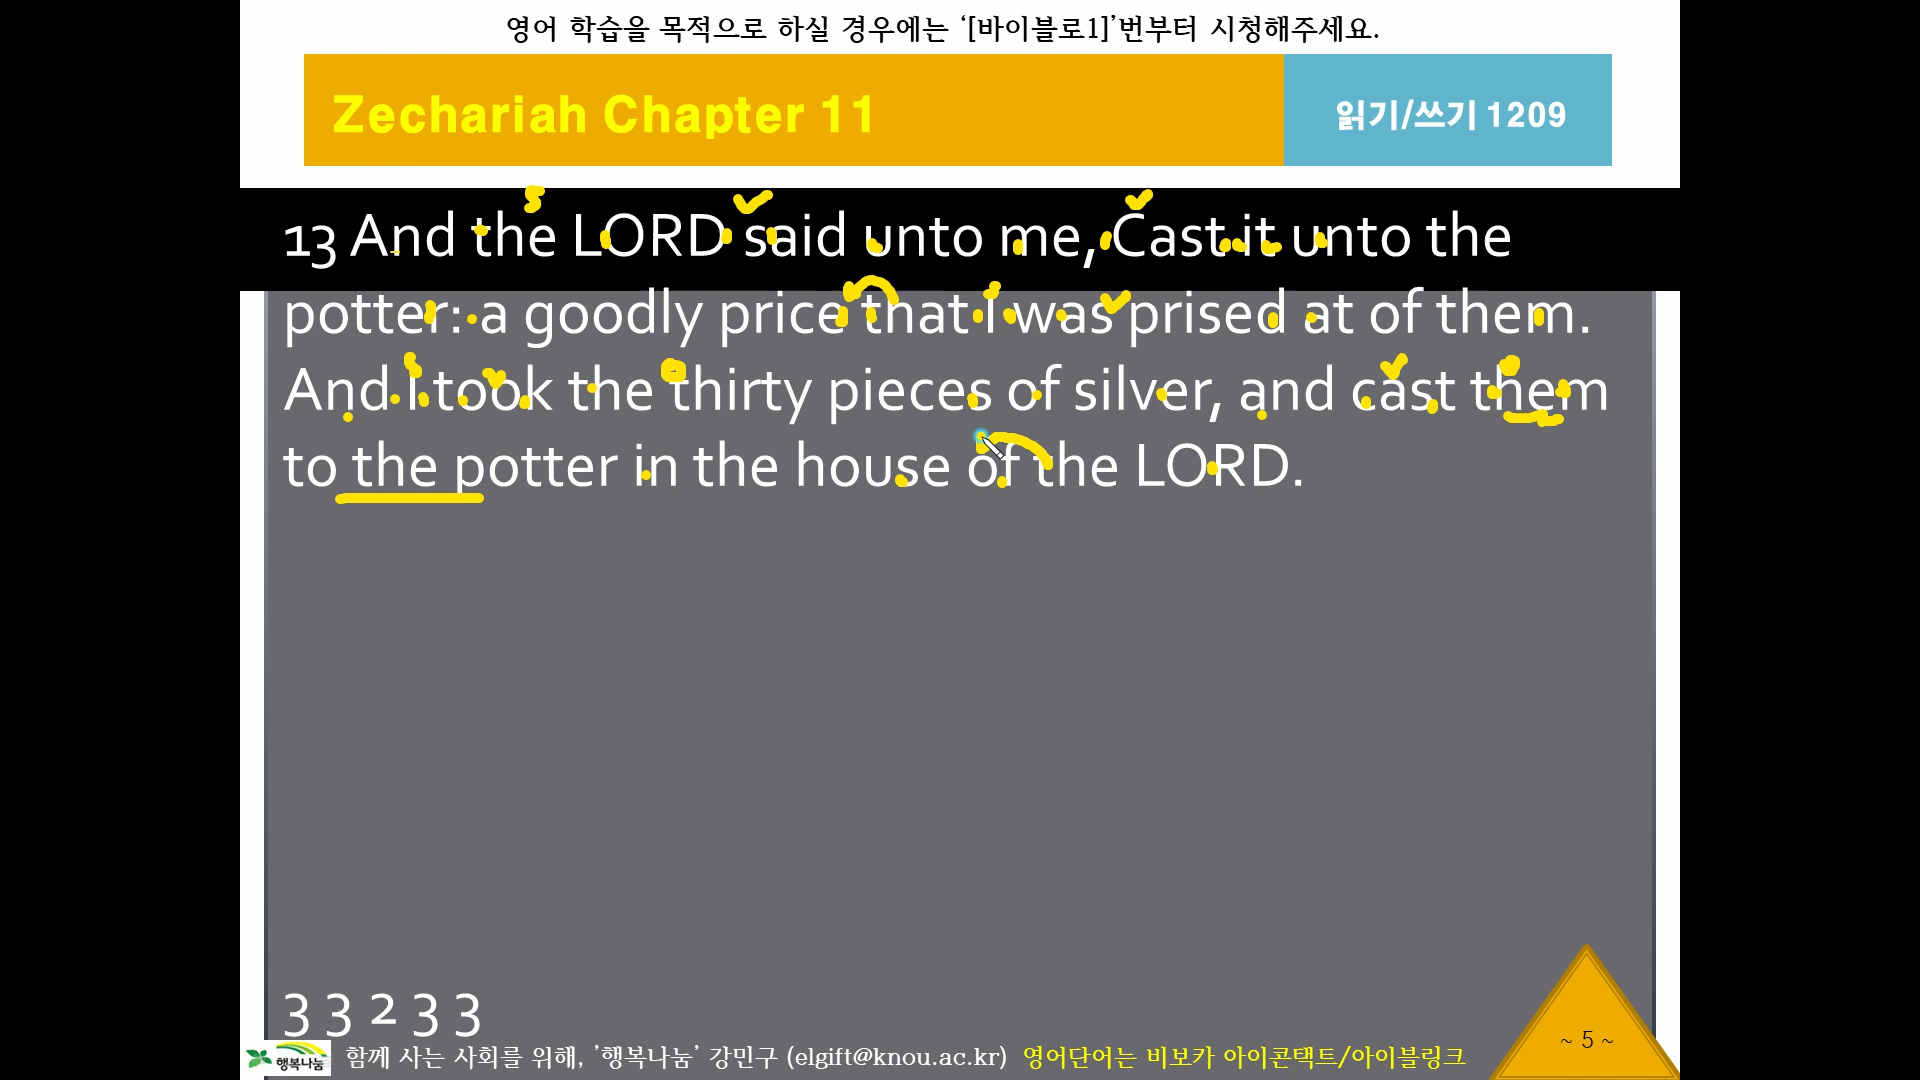 영어 학습을 목적으로 하실 경우에는 ‘[바이블로1]’번부터 시청해주세요.
Zechariah Chapter 11
읽기/쓰기 1209
13 And the LORD said unto me, Cast it unto the
potter: a goodly price that I was prised at of them.
And I took the thirty pieces of silver, and cast them
to the potter in the house of the LORD.
3 3 2 3 3
~ 5 ~
행복나눔
함께 사는 사회를 위해, ’행복나눔’ 강민구 (elgift@knou.ac.kr) 영어단어는 비보카 아이콘택트/아이블링크